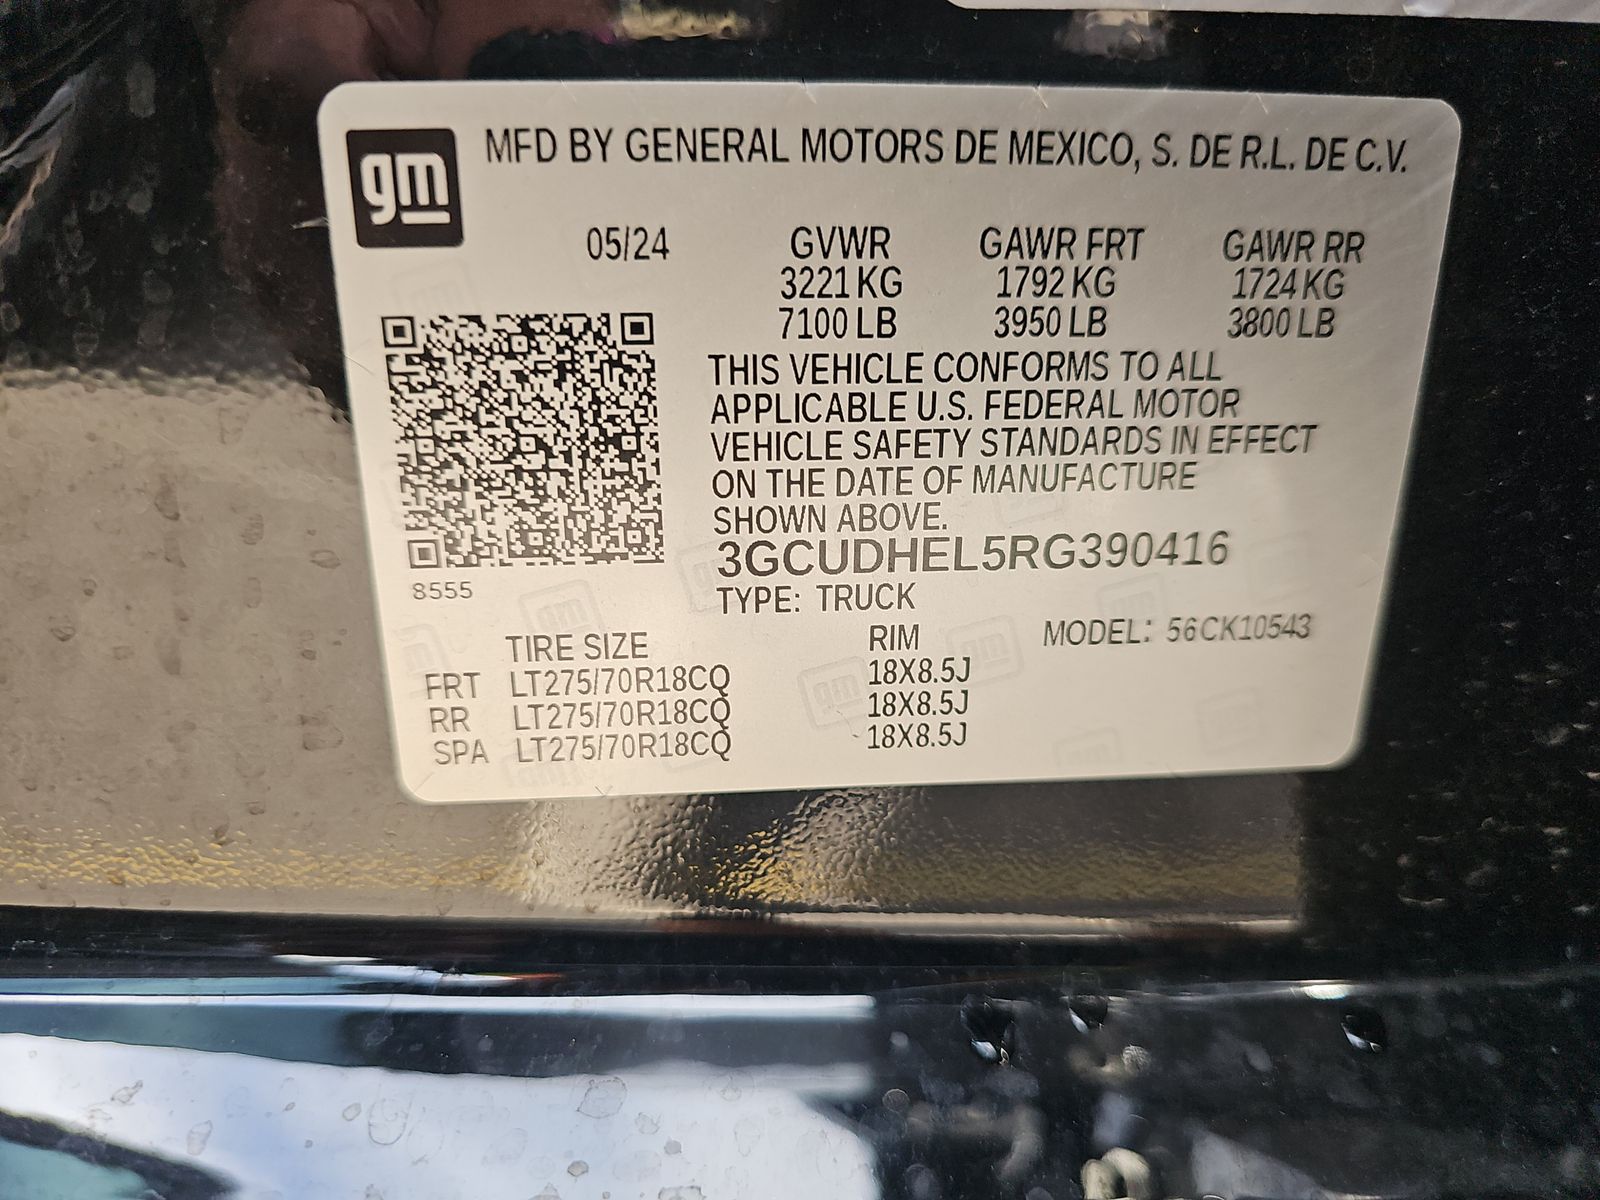 gm MFD BY GENERAL MOTORS DE MEXICO, S. DE R.L. DE C.V.
05/24 GVWR GAWR FRT GAWR RR
3221 KG 1792 KG 1724 KG
7100 LB 3950 LB 3800 LB
THIS VEHICLE CONFORMS TO ALL
APPLICABLE U.S. FEDERAL MOTOR
VEHICLE SAFETY STANDARDS IN EFFECT
ON THE DATE OF MANUFACTURE
SHOWN ABOVE.
3GCUDHEL5RG390416
8555
TYPE: TRUCK
TIRE SIZE RIM MODEL: 56CK10543
FRT LT275/70R18CQ 18X8.5J
RR LT275/70R18CQ 18X8.5J
SPA LT275/70R18CQ 18X8.5J